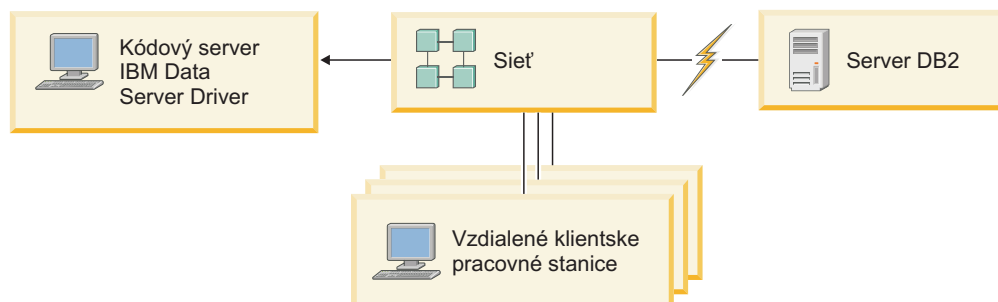 Kódový server
IBM Data
Server Driver
Sieť
Server DB2
Vzdialené klientske
pracovné stanice